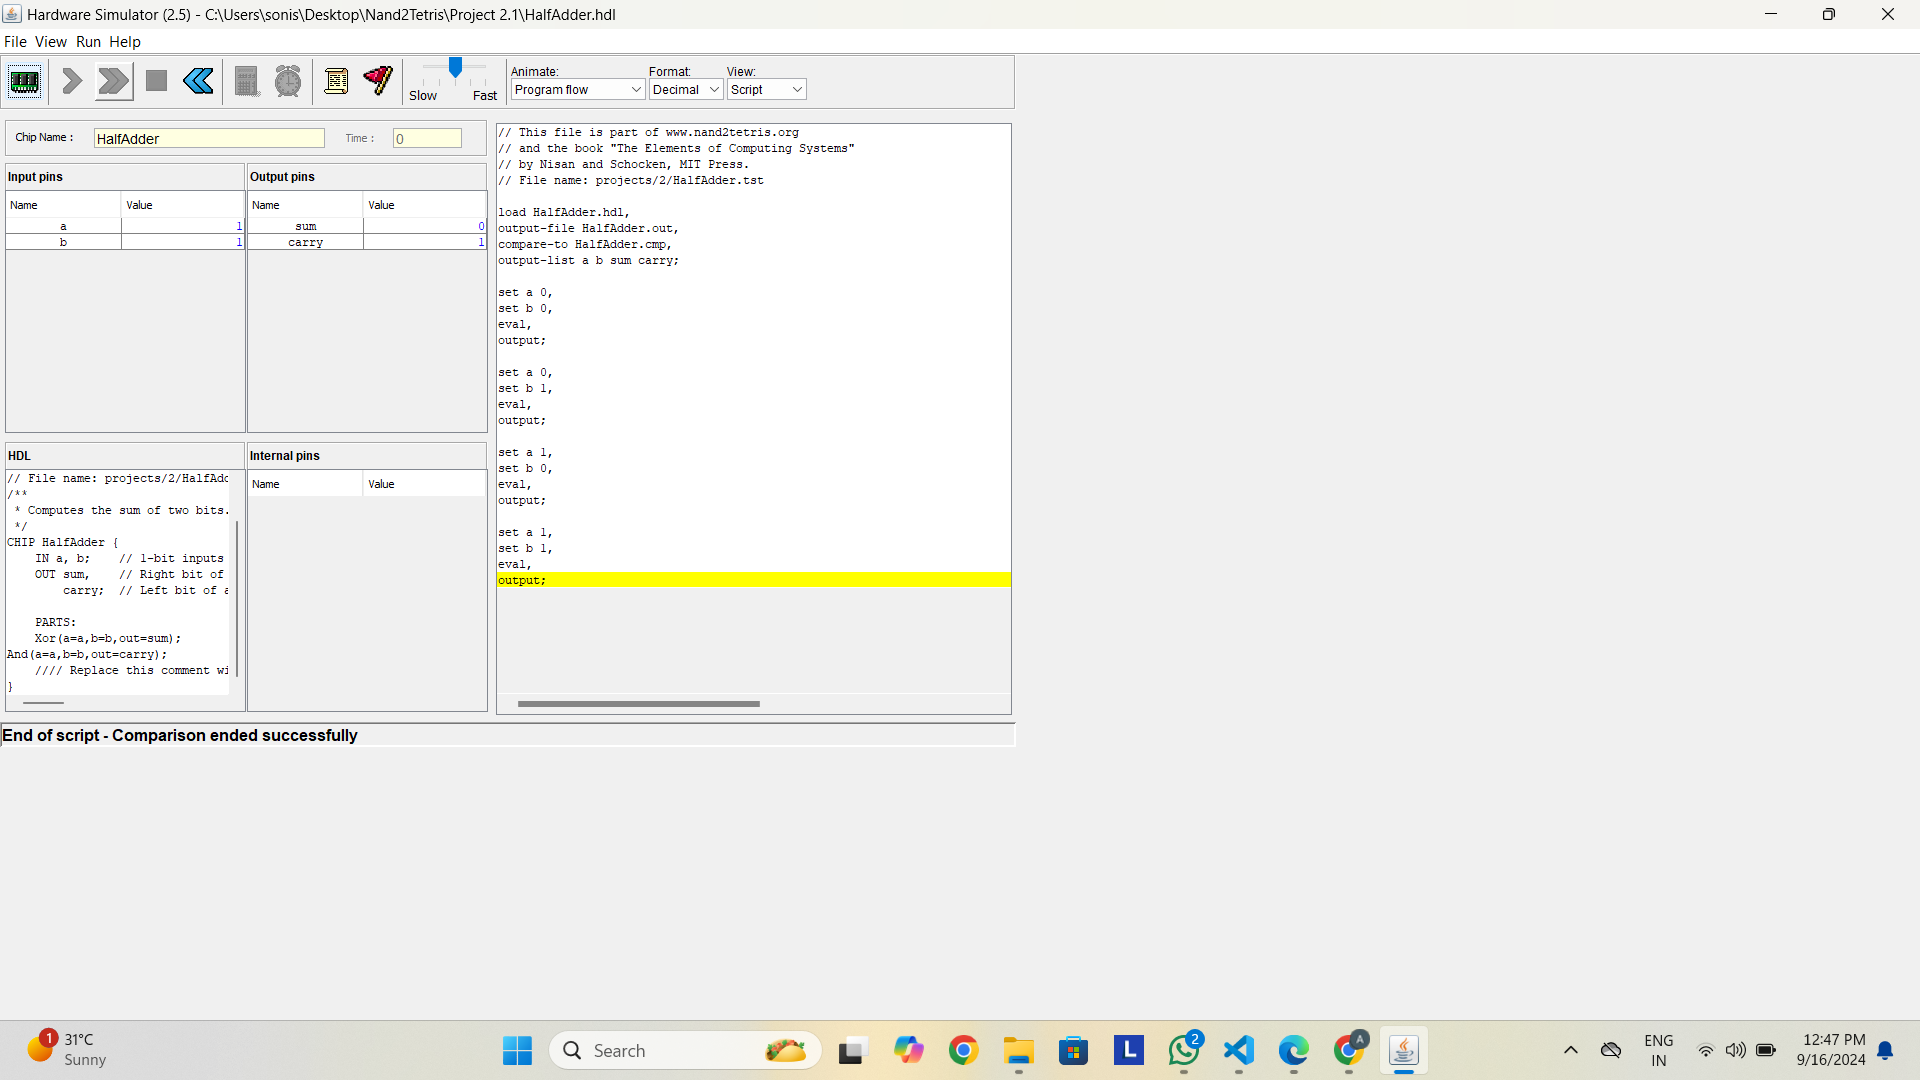 Hardware Simulator (2.5) - C:\Users\sonis\Desktop\Nand2Tetris\Project 2.1\HalfAdder.hdl
File View Run Help
Slow Fast
Animate: Format: View:
Program flow Decimal Script
Chip Name : HalfAdder Time : 0
Input pins
Name Value
a 1
b 1
Output pins
Name Value
sum 0
carry 1
HDL
// File name: projects/2/HalfAdd
/**
* Computes the sum of two bits.
*/
CHIP HalfAdder {
IN a, b; // 1-bit inputs
OUT sum, // Right bit of
carry; // Left bit of a
PARTS:
Xor(a=a,b=b,out=sum);
And(a=a,b=b,out=carry);
//// Replace this comment wi
}
Internal pins
Name Value
// This file is part of www.nand2tetris.org
// and the book "The Elements of Computing Systems"
// by Nisan and Schocken, MIT Press.
// File name: projects/2/HalfAdder.tst
load HalfAdder.hdl,
output-file HalfAdder.out,
compare-to HalfAdder.cmp,
output-list a b sum carry;
set a 0,
set b 0,
eval,
output;
set a 0,
set b 1,
eval,
output;
set a 1,
set b 0,
eval,
output;
set a 1,
set b 1,
eval,
output;
End of script - Comparison ended successfully
1
31°C
Sunny
Search
L
2
A
ENG
IN
12:47 PM
9/16/2024